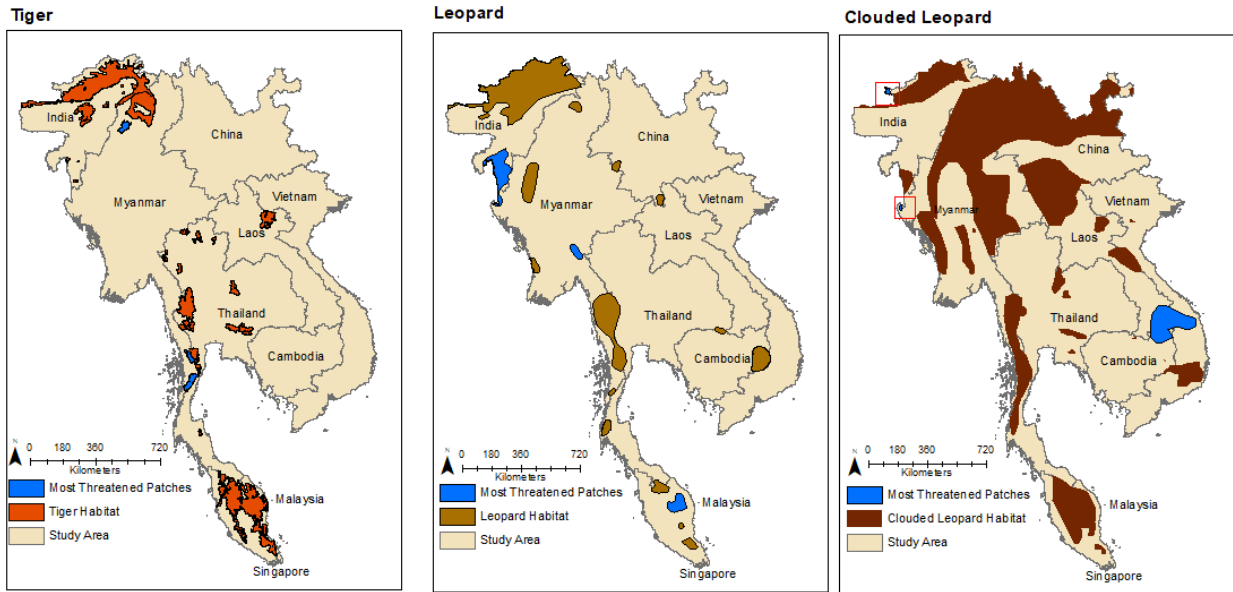 Tiger
India
China
Myanmar
Vietnam
Laos
Thailand
Cambodia
N
0 180 360 720
Kilometers
Most Threatened Patches
Tiger Habitat
Study Area
Malaysia
Singapore
Leopard
India
China
Myanmar
Vietnam
Laos
Thailand
Cambodia
N
0 180 360 720
Kilometers
Most Threatened Patches
Leopard Habitat
Study Area
Malaysia
Singapore
Clouded Leopard
India
China
Myanmar
Vietnam
Laos
Thailand
Cambodia
N
0 180 360 720
Kilometers
Most Threatened Patches
Clouded Leopard Habitat
Study Area
Malaysia
Singapore